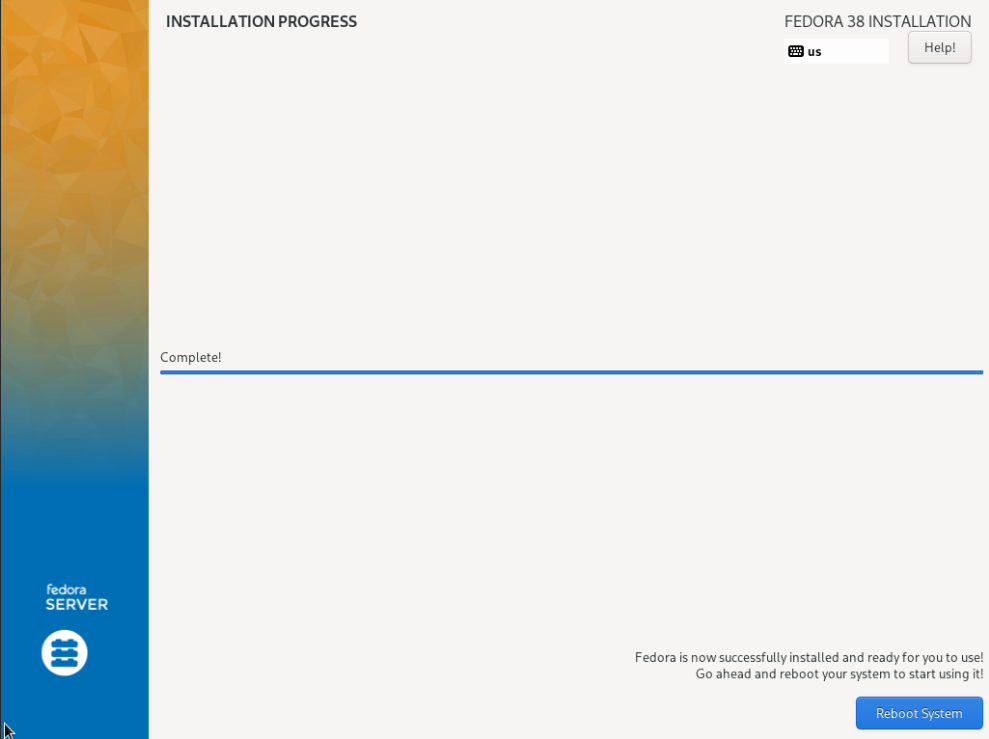 INSTALLATION PROGRESS
FEDORA 38 INSTALLATION
us
Help!
Complete!
fedora
SERVER
Fedora is now successfully installed and ready for you to use!
Go ahead and reboot your system to start using it!
Reboot System